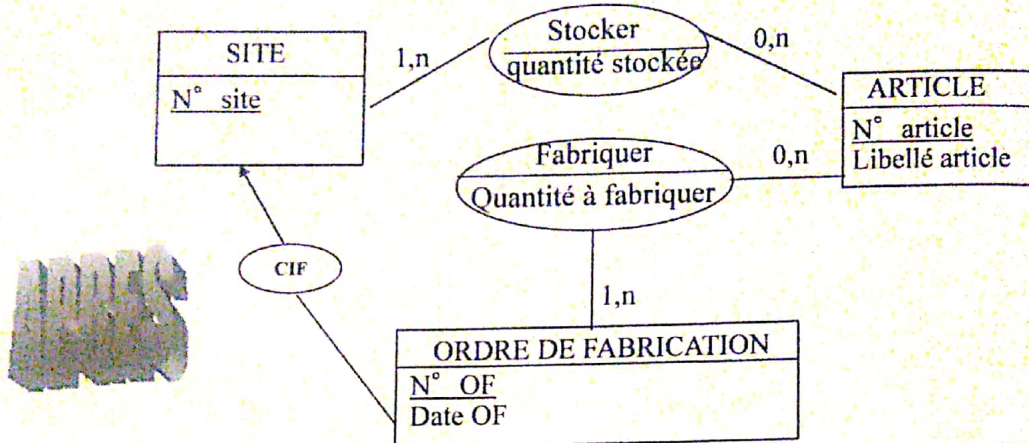 SITE
N° site
1,n
Stocker
quantité stockée
0,n
ARTICLE
N° article
Libellé article
Fabriquer
Quantité à fabriquer
0,n
CIF
1,n
ORDRE DE FABRICATION
N° OF
Date OF